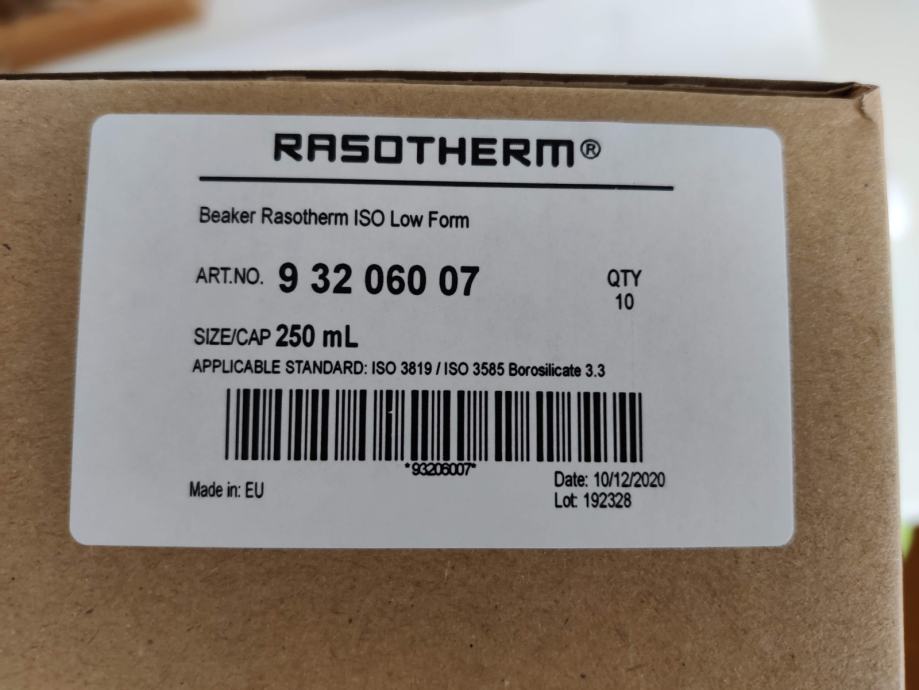 RASOTHERM®
Beaker Rasotherm ISO Low Form
ART.NO. 9 32 060 07
QTY
10
SIZE/CAP 250 mL
APPLICABLE STANDARD: ISO 3819 / ISO 3585 Borosilicate 3.3
*93206007*
Made in: EU
Date: 10/12/2020
Lot: 192328